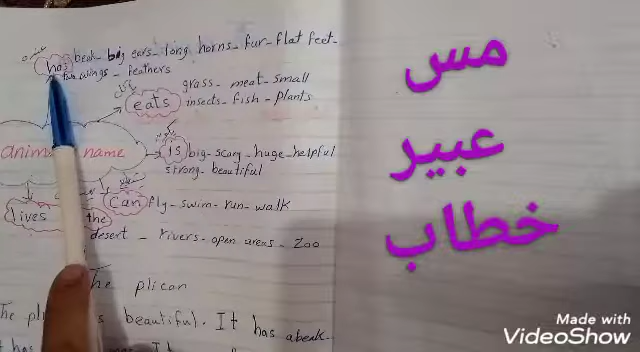 has beak - big ears - long horns - fur - flat feet -
two wings - feathers
eats grass - meat - small
insects - fish - plants
animal name
is big - scary - huge - helpful
strong - beautiful
can fly - swim - run - walk
lives the
desert - rivers - open areas - Zoo
The plican
The pl s beautiful. It has a beak -
مس
عبير
خطاب
Made with
VideoShow